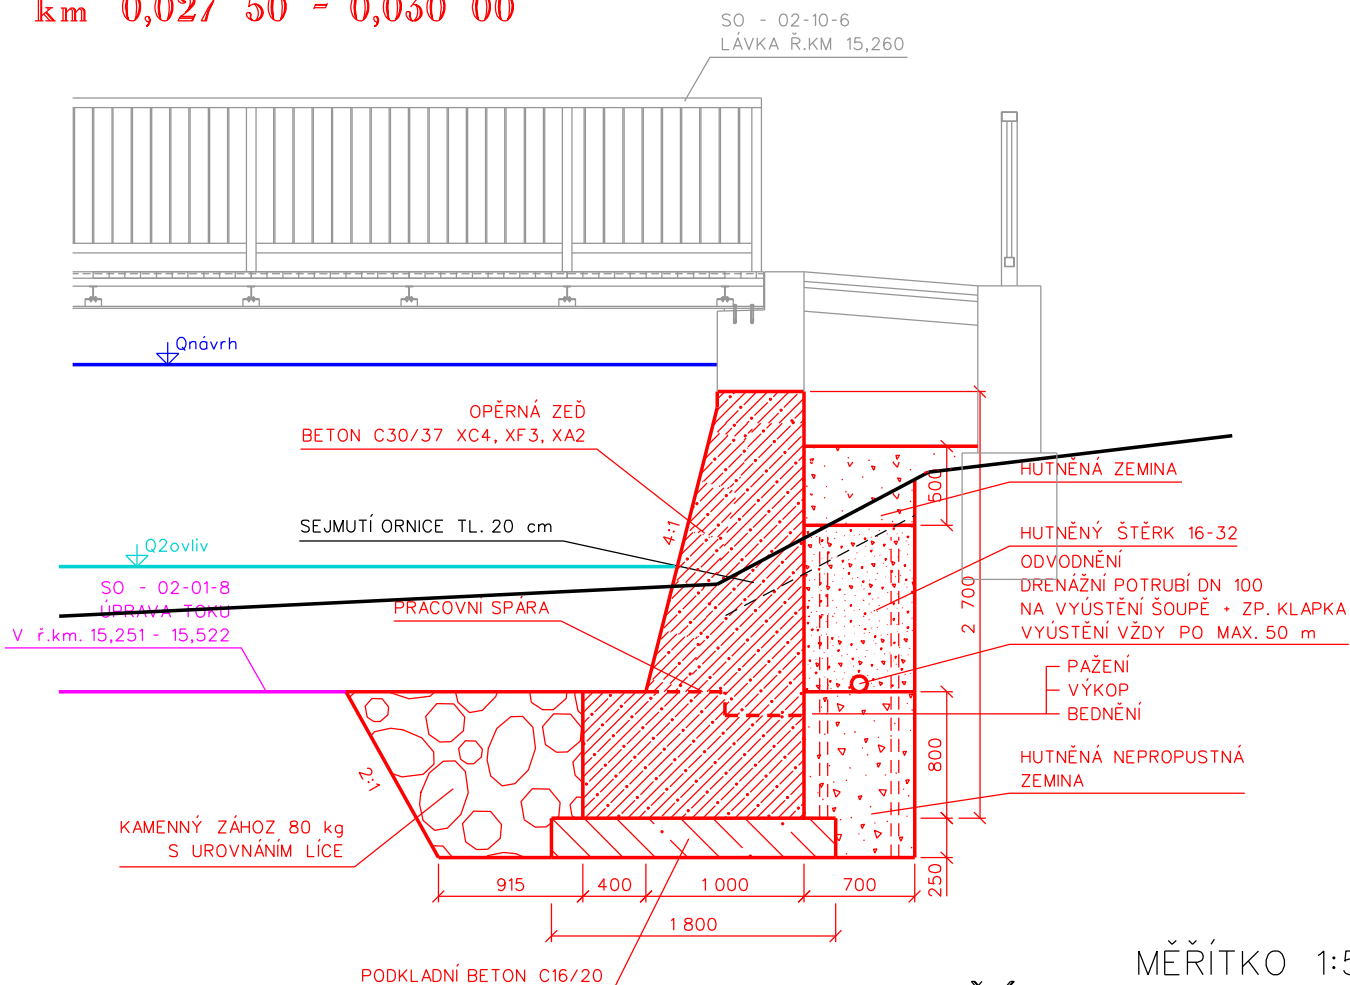 km 0,027 50 - 0,030 00
SO - 02-10-6
LÁVKA Ř.KM 15,260
Qnávrh
OPĚRNÁ ZEĎ
BETON C30/37 XC4, XF3, XA2
SEJMUTÍ ORNICE TL. 20 cm
4:1
500
HUTNĚNÁ ZEMINA
HUTNĚNÝ ŠTĚRK 16-32
Q2ovliv
SO - 02-01-8
ÚPRAVA TOKU
V ř.km. 15,251 - 15,522
PRACOVNÍ SPÁRA
ODVODNĚNÍ
DRENÁŽNÍ POTRUBÍ DN 100
NA VYÚSTĚNÍ ŠOUPĚ + ZP. KLAPKA
VYÚSTĚNÍ VŽDY PO MAX. 50 m
2 700
PAŽENÍ
VÝKOP
BEDNĚNÍ
HUTNĚNÁ NEPROPUSTNÁ
ZEMINA
800
2:1
KAMENNÝ ZÁHOZ 80 kg
S UROVNÁNÍM LÍCE
915
400
1 000
700
250
1 800
PODKLADNÍ BETON C16/20
MĚŘÍTKO 1:5